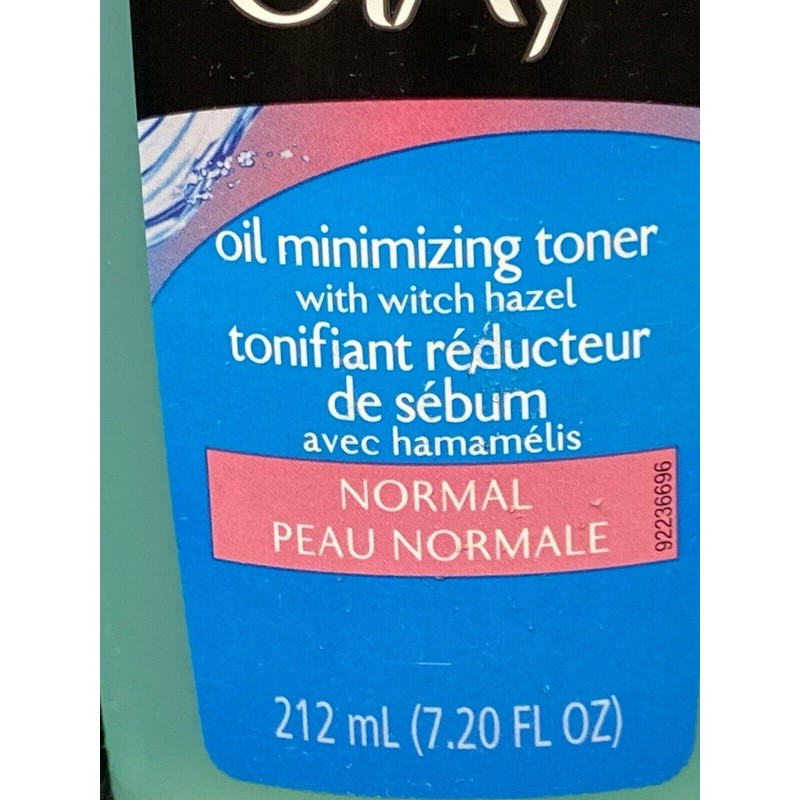 oil minimizing toner
with witch hazel
tonifiant réducteur
de sébum
avec hamamélis
NORMAL
PEAU NORMALE
92236696
212 mL (7.20 FL OZ)